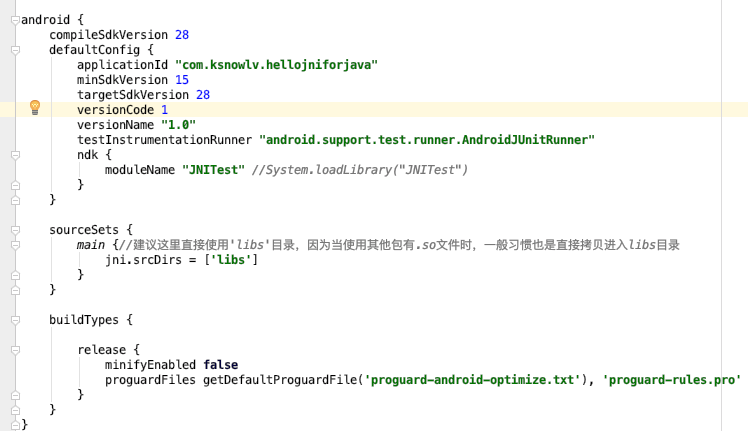 android {
    compileSdkVersion 28
    defaultConfig {
        applicationId "com.ksnowlv.hellojniforjava"
        minSdkVersion 15
        targetSdkVersion 28
        versionCode 1
        versionName "1.0"
        testInstrumentationRunner "android.support.test.runner.AndroidJUnitRunner"
        ndk {
            moduleName "JNITest" //System.loadLibrary("JNITest")
        }
    }
    sourceSets {
        main {//建议这里直接使用'libs'目录，因为当使用其他包有.so文件时，一般习惯也是直接拷贝进入libs目录
            jni.srcDirs = ['libs']
        }
    }
    buildTypes {
        release {
            minifyEnabled false
            proguardFiles getDefaultProguardFile('proguard-android-optimize.txt'), 'proguard-rules.pro'
        }
    }
}